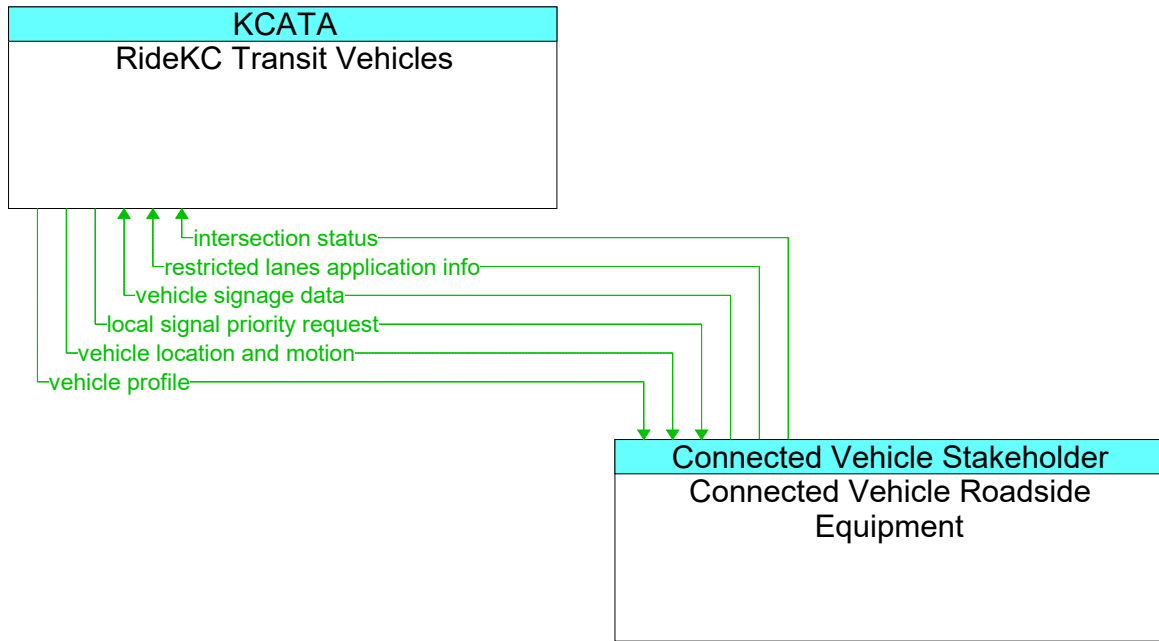 KCATA
RideKC Transit Vehicles
intersection status
restricted lanes application info
vehicle signage data
local signal priority request
vehicle location and motion
vehicle profile
Connected Vehicle Stakeholder
Connected Vehicle Roadside
Equipment